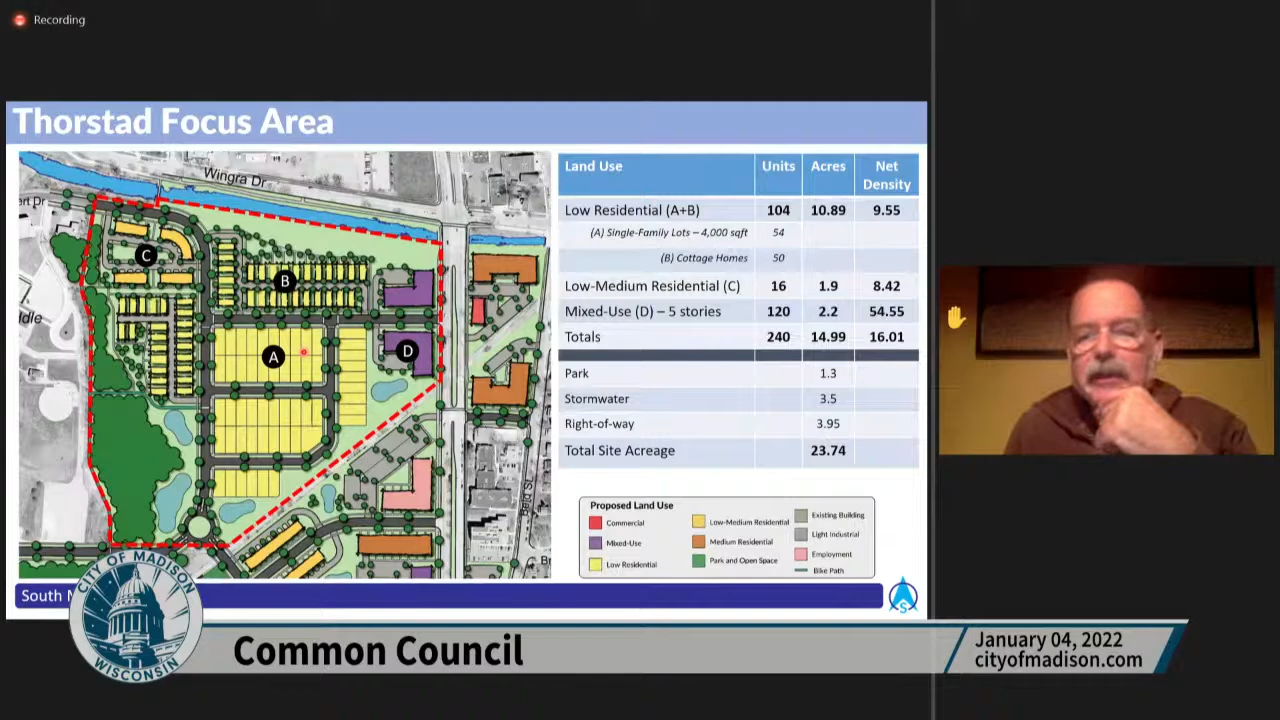 Recording
Thorstad Focus Area
Wingra Dr
ert Dr
dle
C
B
A
D
Land Use Units Acres Net Density
Low Residential (A+B) 104 10.89 9.55
(A) Single-Family Lots – 4,000 sqft 54
(B) Cottage Homes 50
Low-Medium Residential (C) 16 1.9 8.42
Mixed-Use (D) – 5 stories 120 2.2 54.55
Totals 240 14.99 16.01
Park 1.3
Stormwater 3.5
Right-of-way 3.95
Total Site Acreage 23.74
Proposed Land Use
Commercial
Mixed-Use
Low Residential
Low-Medium Residential
Medium Residential
Park and Open Space
Existing Building
Light Industrial
Employment
Bike Path
South
S
CITY OF MADISON
WISCONSIN
Common Council
January 04, 2022
cityofmadison.com